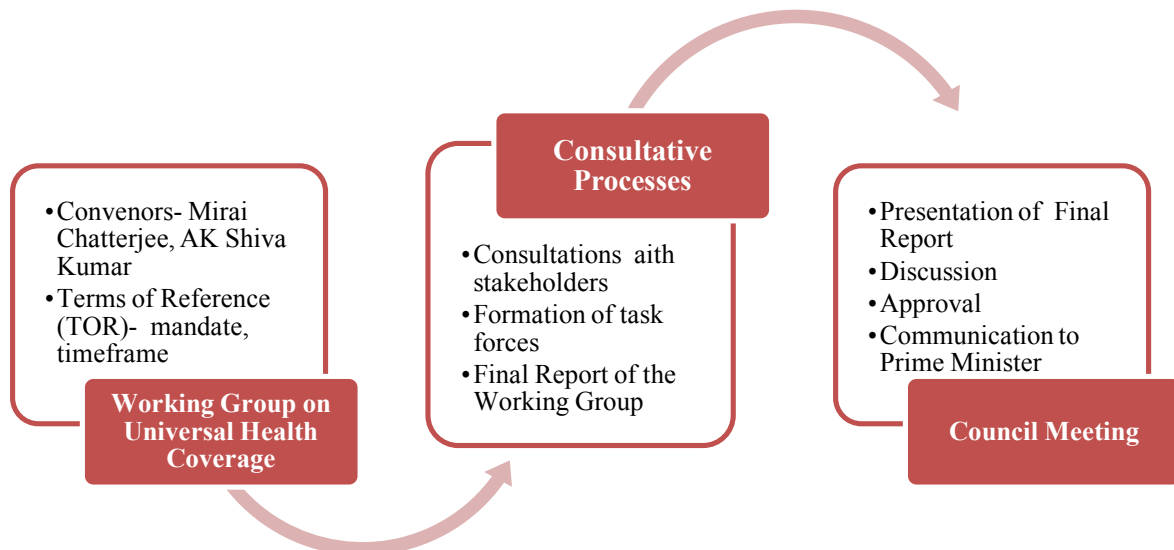 •Convenors- Mirai
Chatterjee, AK Shiva
Kumar
•Terms of Reference
(TOR)- mandate,
timeframe
Working Group on
Universal Health
Coverage
Consultative
Processes
•Consultations aith
stakeholders
•Formation of task
forces
•Final Report of the
Working Group
•Presentation of Final
Report
•Discussion
•Approval
•Communication to
Prime Minister
Council Meeting